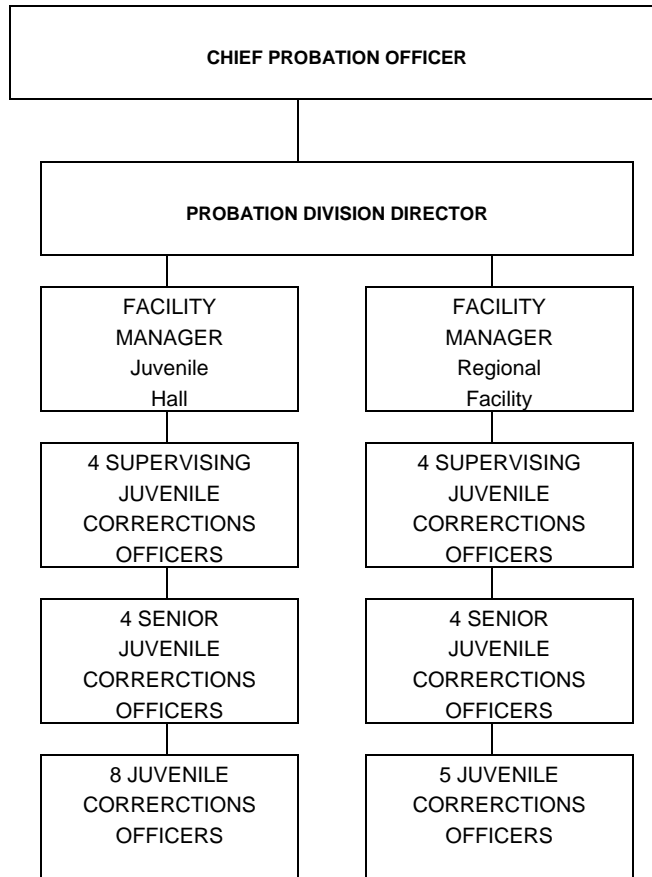 CHIEF PROBATION OFFICER
PROBATION DIVISION DIRECTOR
FACILITY
MANAGER
Juvenile
Hall
FACILITY
MANAGER
Regional
Facility
4 SUPERVISING
JUVENILE
CORRERCTIONS
OFFICERS
4 SUPERVISING
JUVENILE
CORRERCTIONS
OFFICERS
4 SENIOR
JUVENILE
CORRERCTIONS
OFFICERS
4 SENIOR
JUVENILE
CORRERCTIONS
OFFICERS
8 JUVENILE
CORRERCTIONS
OFFICERS
5 JUVENILE
CORRERCTIONS
OFFICERS